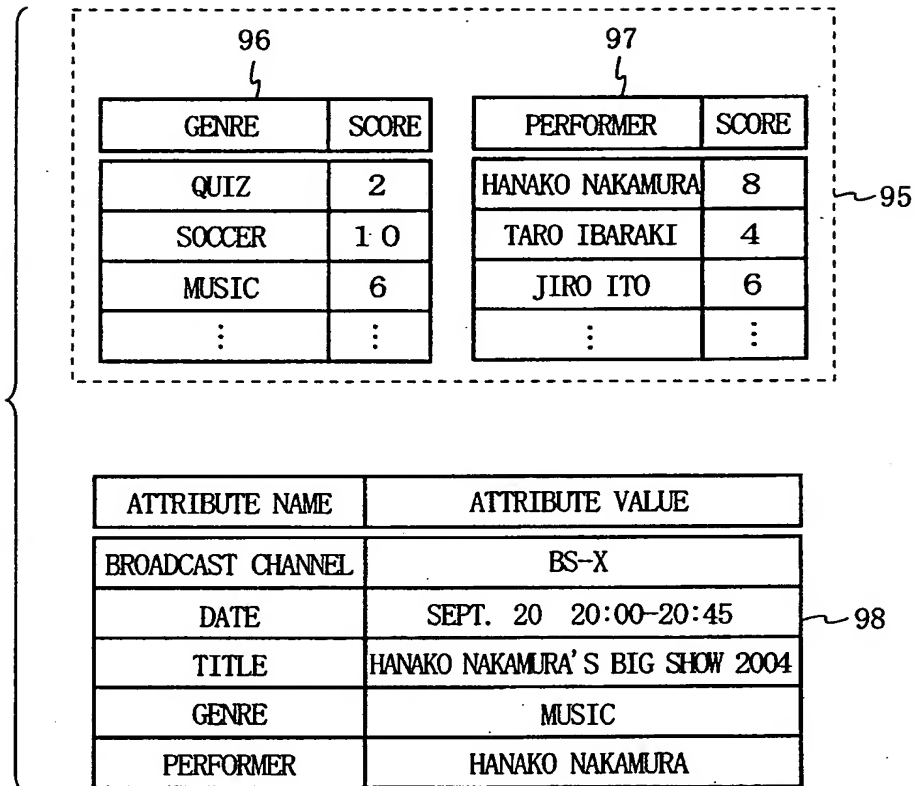 96 97
GENRE SCORE PERFORMER SCORE
QUIZ 2 HANAKO NAKAMURA 8
SOCCER 10 TARO IBARAKI 4
MUSIC 6 JIRO ITO 6
⋮ ⋮ ⋮ ⋮
95
ATTRIBUTE NAME ATTRIBUTE VALUE
BROADCAST CHANNEL BS-X
DATE SEPT. 20 20:00-20:45
TITLE HANAKO NAKAMURA'S BIG SHOW 2004
GENRE MUSIC
PERFORMER HANAKO NAKAMURA
98